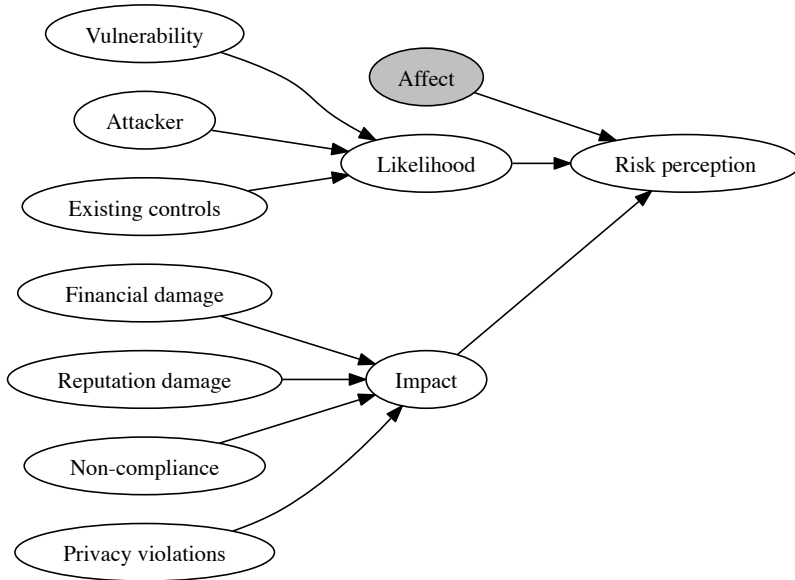 Vulnerability
Affect
Attacker
Likelihood
Risk perception
Existing controls
Financial damage
Reputation damage
Impact
Non-compliance
Privacy violations